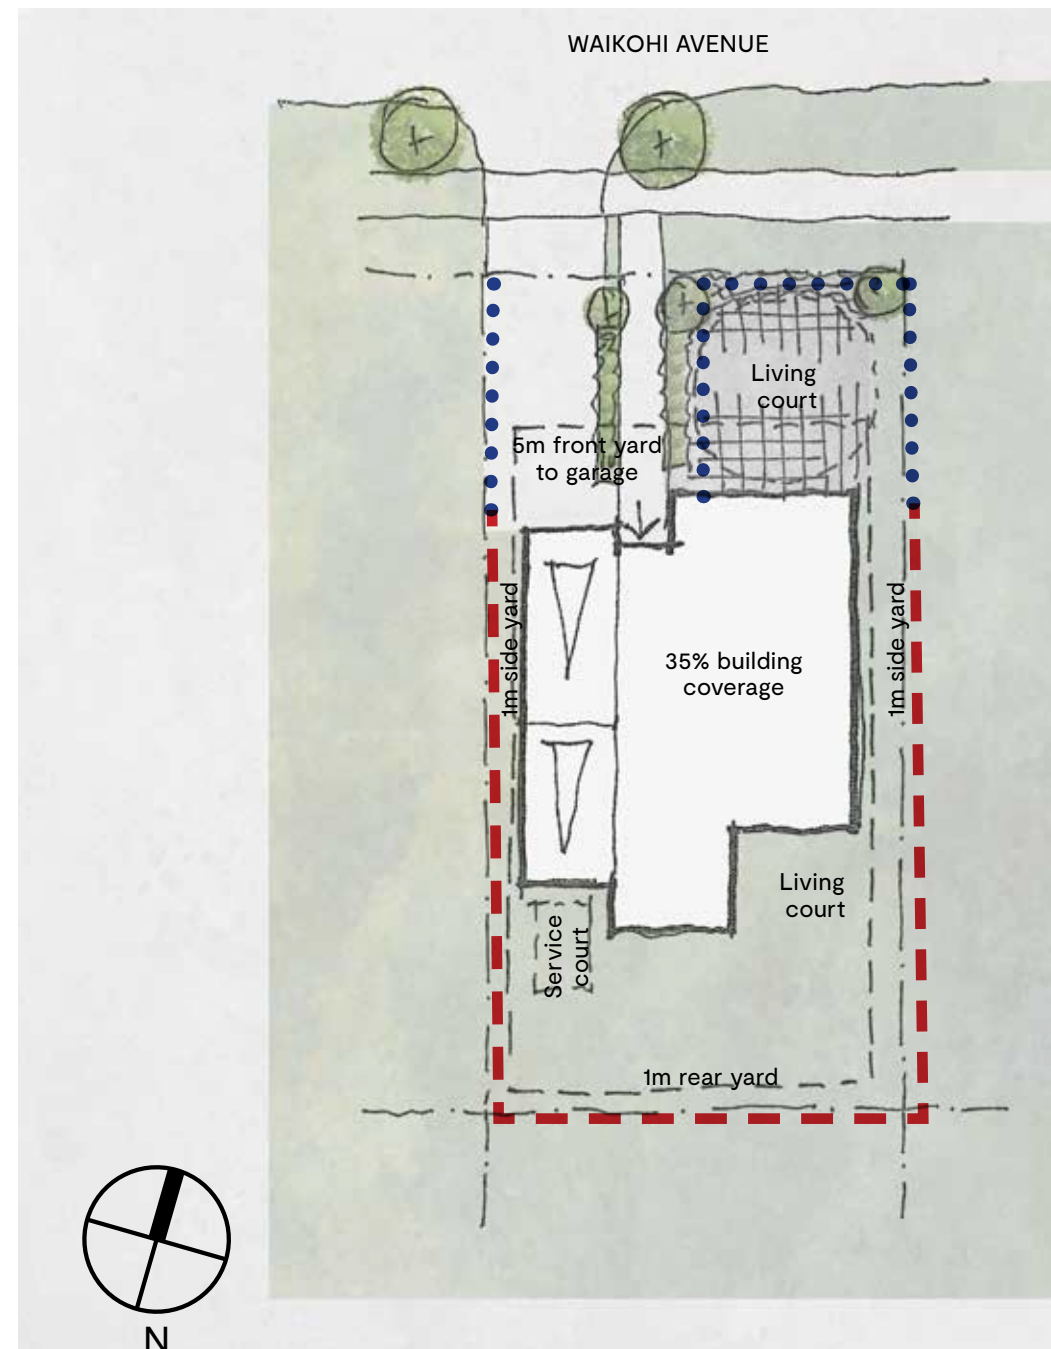 WAIKOHI AVENUE
Living
court
5m front yard
to garage
1m side yard
1m side yard
35% building
coverage
Living
court
Service
court
1m rear yard
N